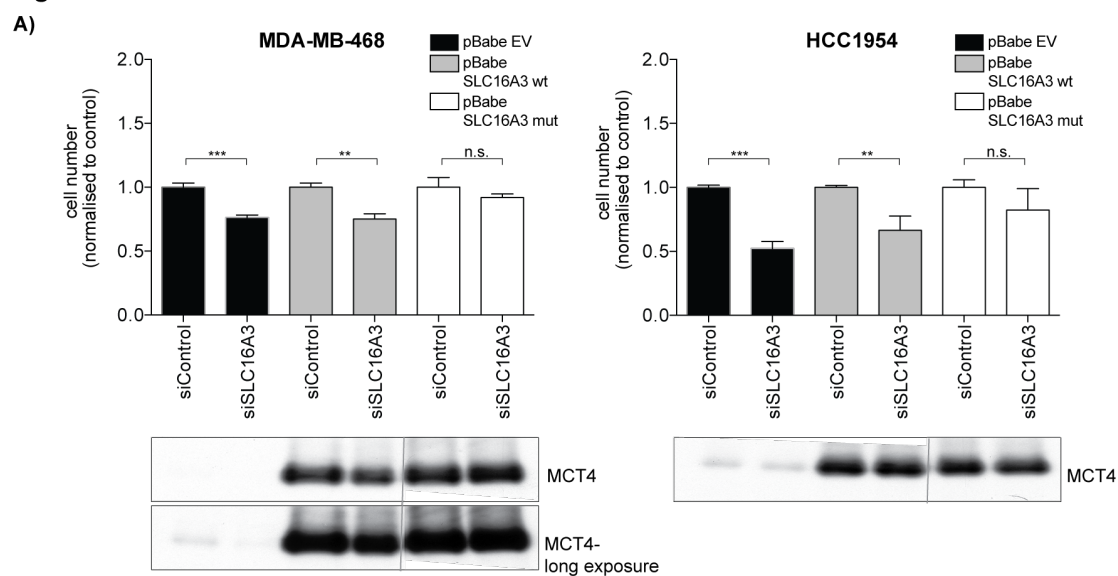 A)
MDA-MB-468
pBabe EV
pBabe
SLC16A3 wt
pBabe
SLC16A3 mut
cell number
(normalised to control)
2.0
1.5
1.0
0.5
0.0
***
**
n.s.
siControl
siSLC16A3
siControl
siSLC16A3
siControl
siSLC16A3
MCT4
MCT4-
long exposure
HCC1954
pBabe EV
pBabe
SLC16A3 wt
pBabe
SLC16A3 mut
cell number
(normalised to control)
2.0
1.5
1.0
0.5
0.0
***
**
n.s.
siControl
siSLC16A3
siControl
siSLC16A3
siControl
siSLC16A3
MCT4